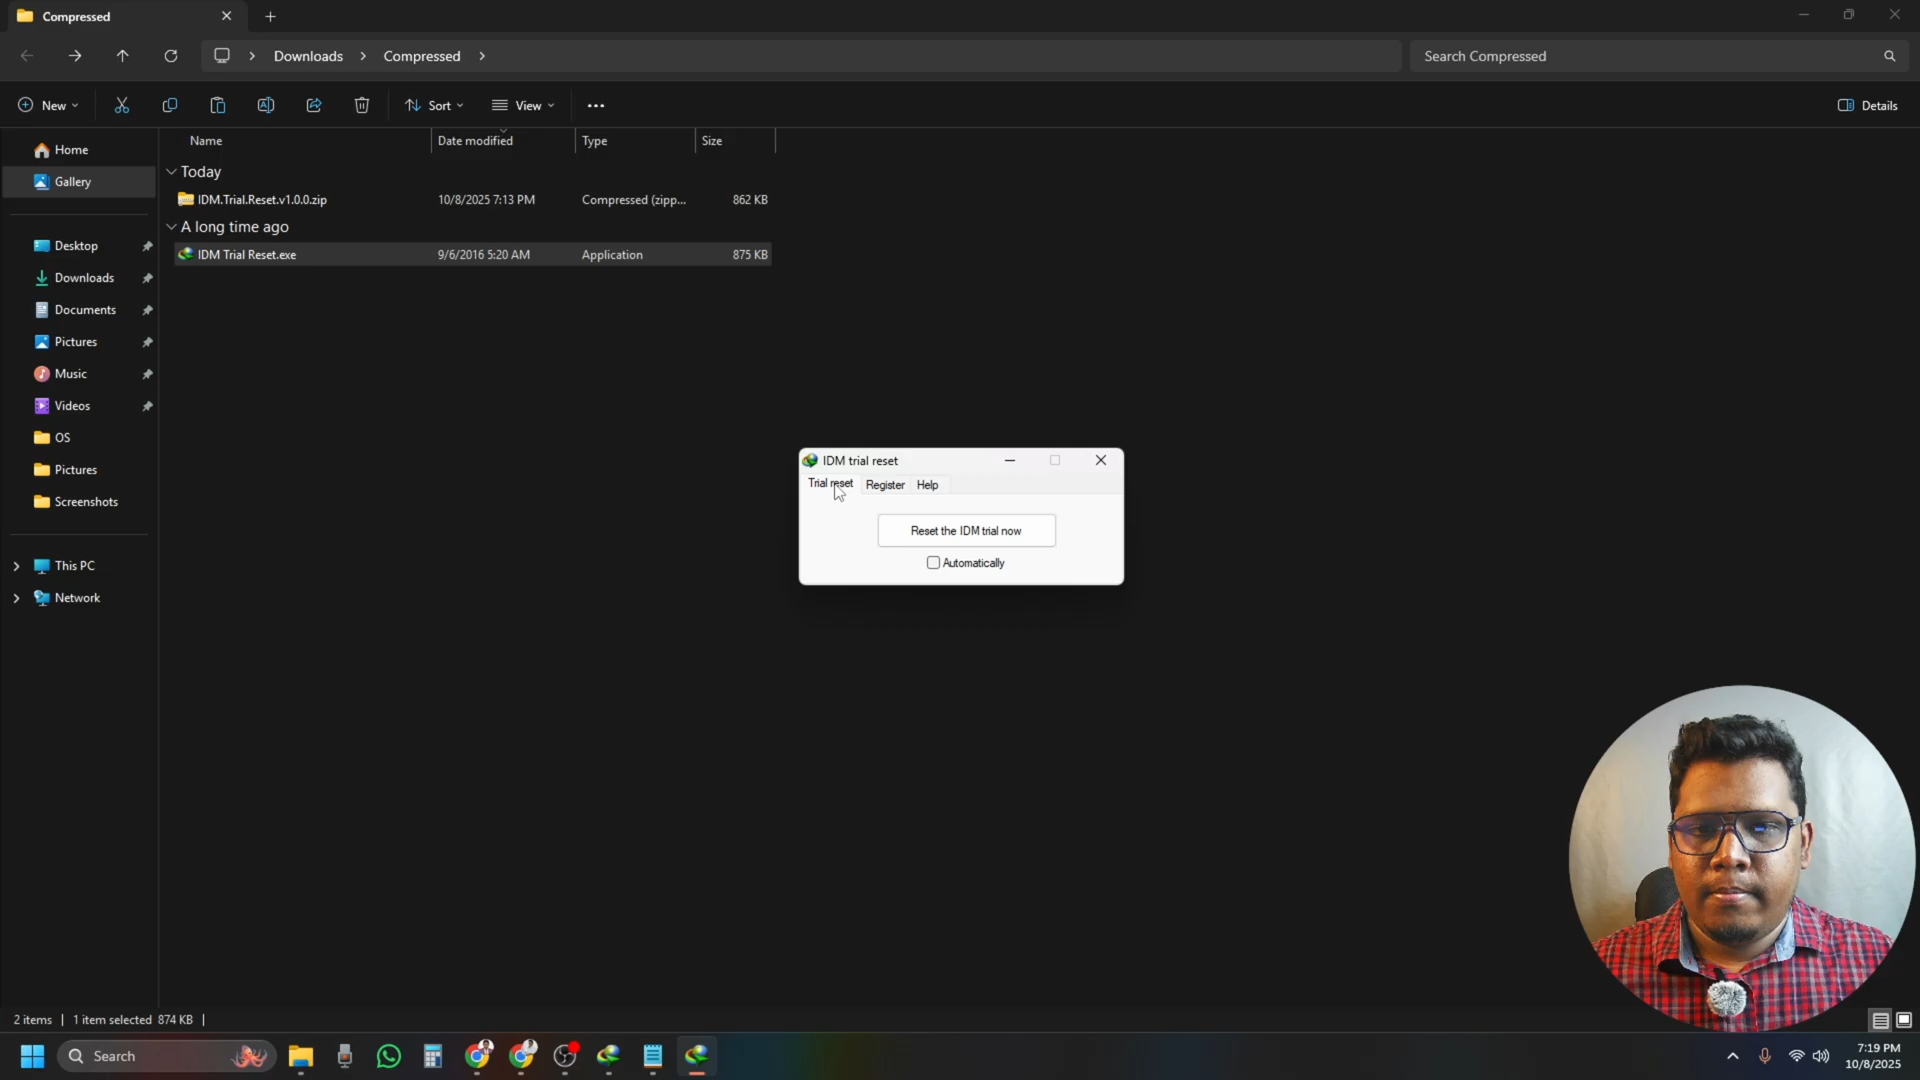 Compressed
Downloads
Compressed
Search Compressed
New
Sort
View
Details
Name
Date modified
Type
Size
Home
Gallery
Today
IDM.Trial.Reset.v1.0.0.zip
10/8/2025 7:13 PM
Compressed (zipp...
862 KB
A long time ago
IDM Trial Reset.exe
9/6/2016 5:20 AM
Application
875 KB
Desktop
Downloads
Documents
Pictures
Music
Videos
OS
Pictures
Screenshots
This PC
Network
IDM trial reset
Trial reset
Register
Help
Reset the IDM trial now
Automatically
2 items
1 item selected 874 KB
Search
7:19 PM
10/8/2025